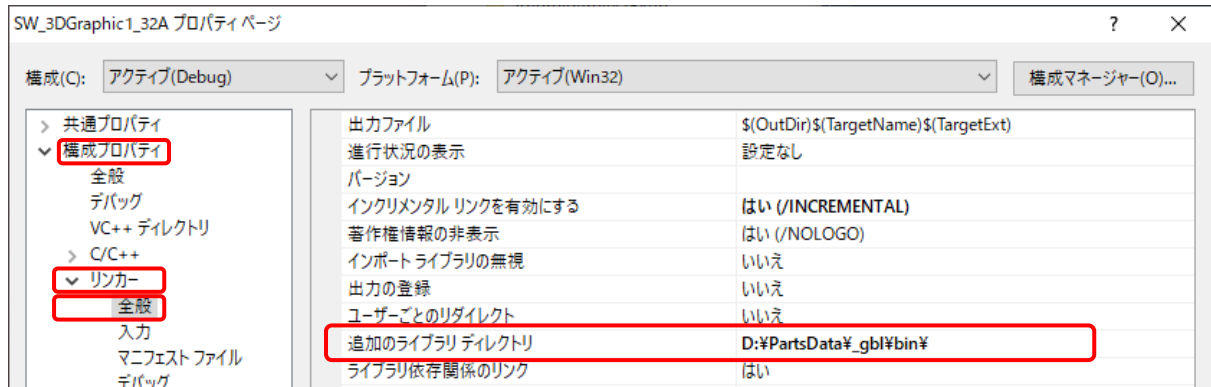 SW_3DGraphic1_32A プロパティ ページ ?
構成(C): アクティブ(Debug) プラットフォーム(P): アクティブ(Win32) 構成マネージャー(O)...
共通プロパティ
構成プロパティ
全般
デバッグ
VC++ ディレクトリ
C/C++
リンカー
全般
入力
マニフェスト ファイル
デバッグ
出力ファイル $(OutDir)$(TargetName)$(TargetExt)
進行状況の表示 設定なし
バージョン
インクリメンタル リンクを有効にする はい (/INCREMENTAL)
著作権情報の非表示 はい (/NOLOGO)
インポート ライブラリの無視 いいえ
出力の登録 いいえ
ユーザーごとのリダイレクト いいえ
追加のライブラリ ディレクトリ D:¥PartsData¥_gbl¥bin¥
ライブラリ依存関係のリンク はい